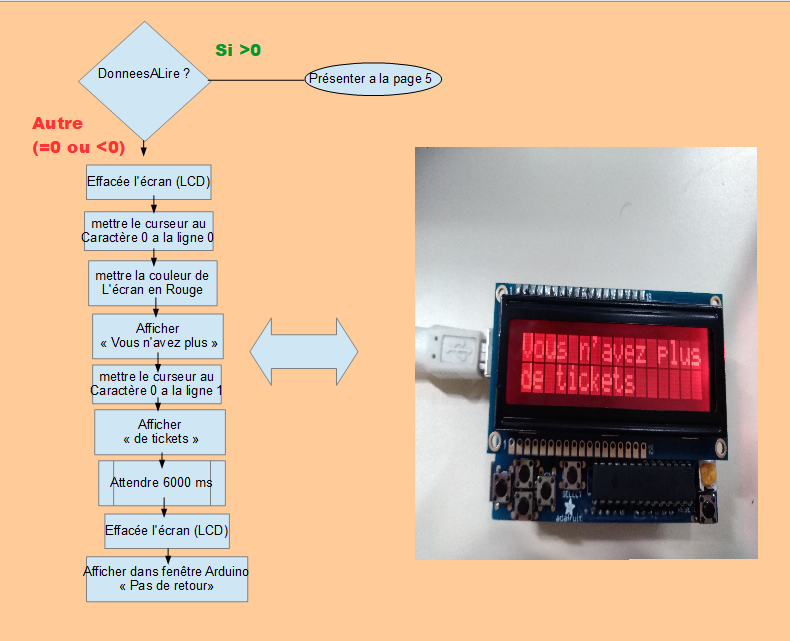 Si >0
DonneesALire ?
Présenter a la page 5
Autre
(=0 ou <0)
Effacée l'écran (LCD)
mettre le curseur au
Caractère 0 a la ligne 0
mettre la couleur de
L'écran en Rouge
Afficher
« Vous n'avez plus »
mettre le curseur au
Caractère 0 a la ligne 1
Afficher
« de tickets »
Attendre 6000 ms
Effacée l'écran (LCD)
Afficher dans fenêtre Arduino
« Pas de retour»
Vous n'avez plus
de tickets
SELECT
adafruit